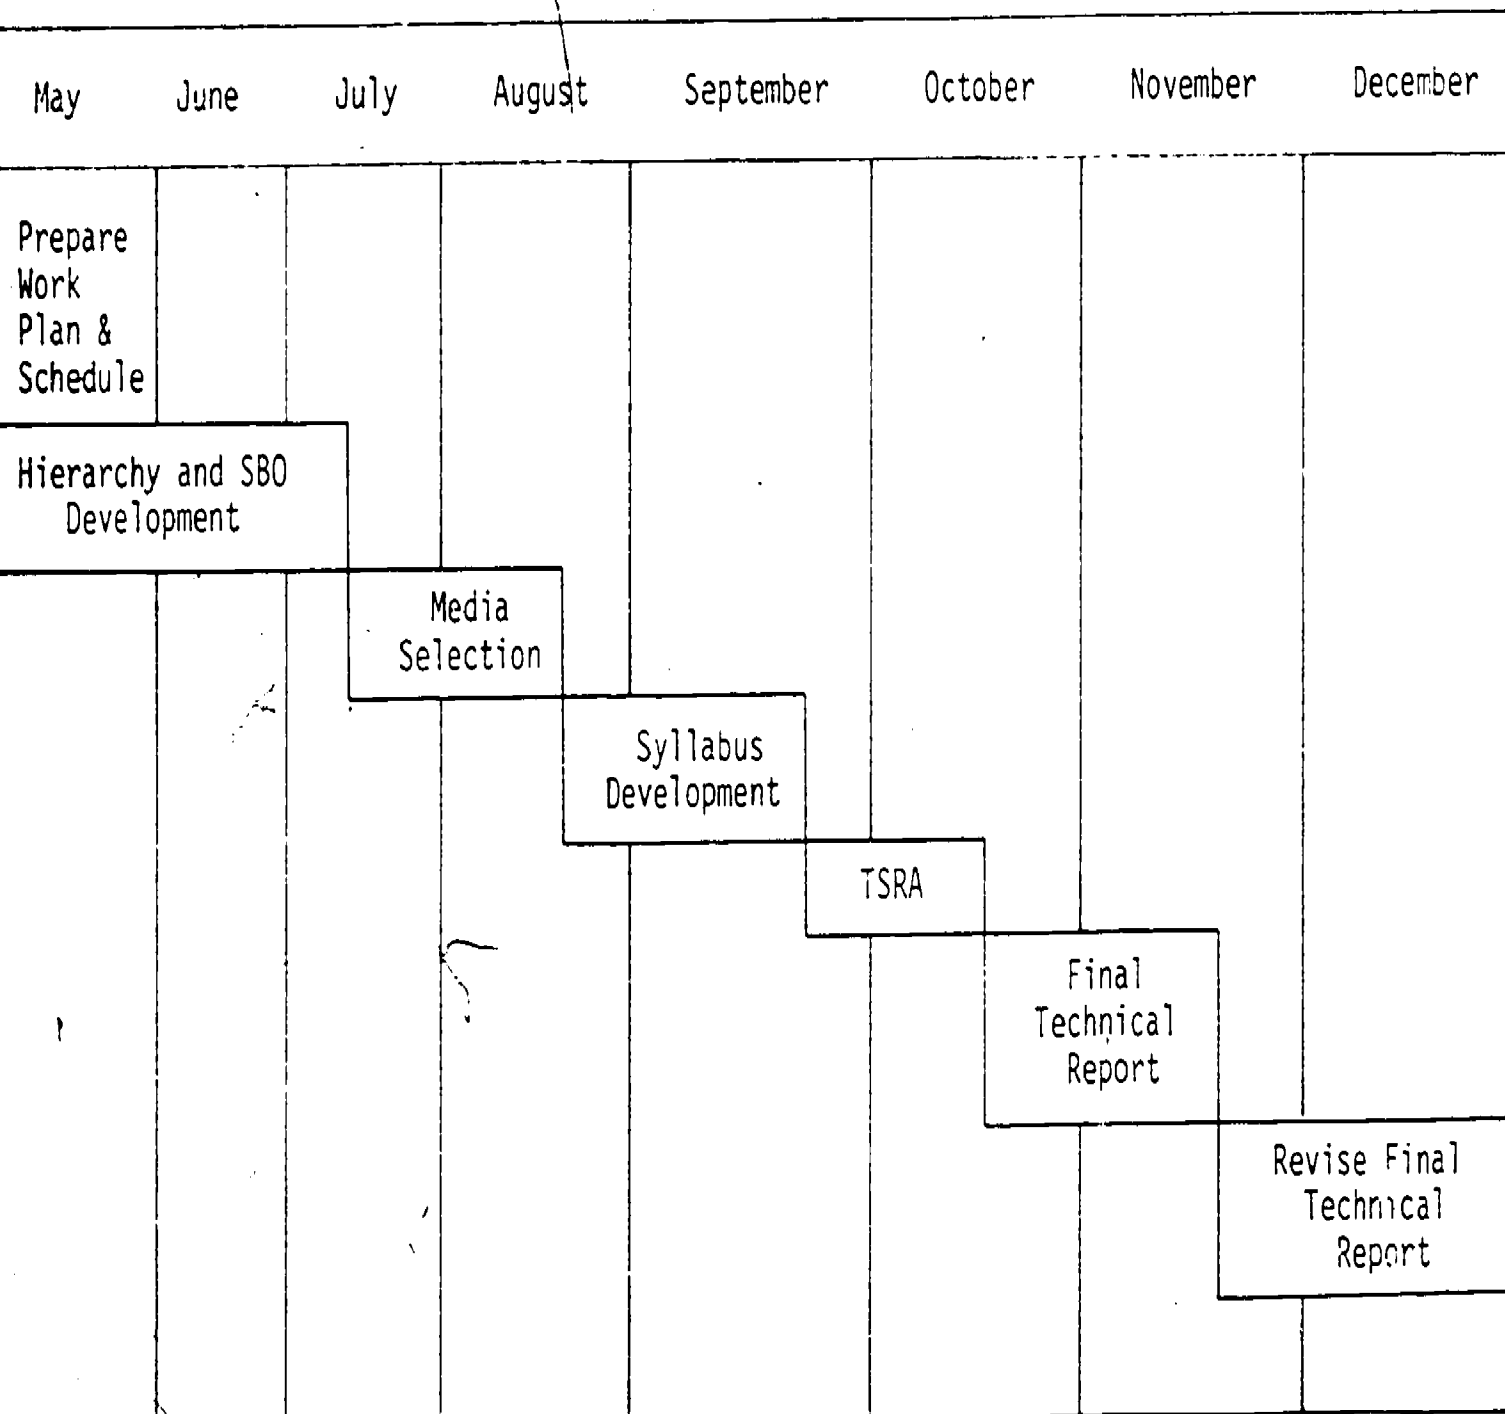 May June July August September October November December
Prepare
Work
Plan &
Schedule
Hierarchy and SBO
Development
Media
Selection
Syllabus
Development
TSRA
Final
Technical
Report
Revise Final
Technical
Report